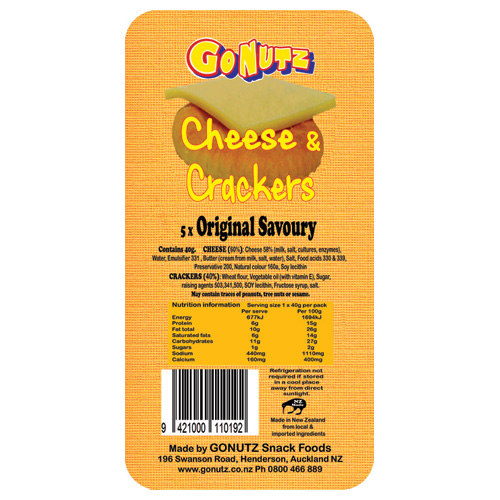 GO NUTZ
Cheese &
Crackers
5 x Original Savoury
Contains 40g. CHEESE (60%): Cheese 58% (milk, salt, cultures, enzymes),
Water, Emulsifier 331, Butter (cream from milk, salt, water), Salt, Food acids 330 & 339,
Preservative 200, Natural colour 160a, Soy lecithin
CRACKERS (40%): Wheat flour, Vegetable oil (with vitamin E), Sugar,
raising agents 503,341,500, SOY lecithin, Fructose syrup, salt.
May contain traces of peanuts, tree nuts or sesame.
Nutrition information Serving size 1 x 40g per pack
Per serve Per 100g
Energy 677kJ 1694kJ
Protein 6g 15g
Fat total 10g 26g
Saturated fats 6g 14g
Carbohydrates 11g 27g
Sugars 1g 2g
Sodium 440mg 1110mg
Calcium 160mg 400mg
Refrigeration not
required if stored
in a cool place
away from direct
sunlight.
NZ
Made
Made in New Zealand
from local &
imported ingredients
9 421000 110192
Made by GONUTZ Snack Foods
196 Swanson Road, Henderson, Auckland NZ
www.gonutz.co.nz Ph 0800 466 889